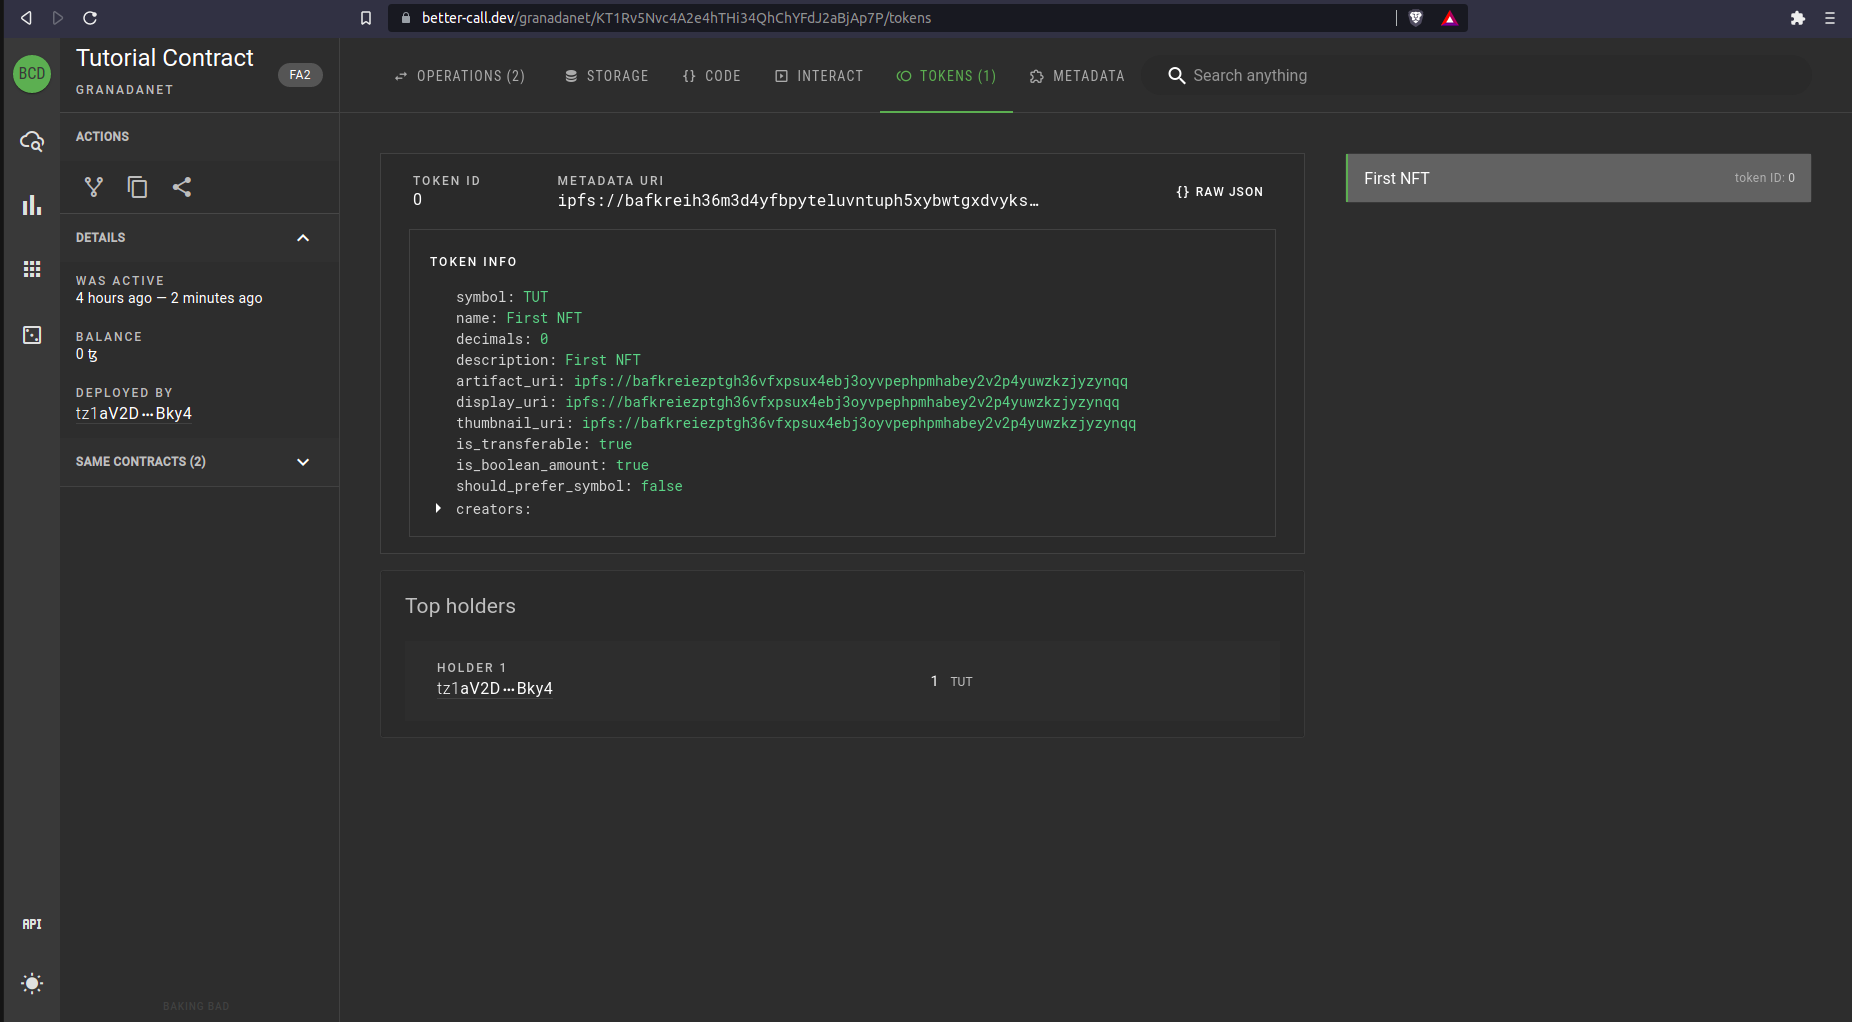 better-call.dev/granadanet/KT1Rv5Nvc4A2e4hTHi34QhChYFdJ2aBjAp7P/tokens
BCD
Tutorial Contract
GRANADANET
FA2
OPERATIONS (2)
STORAGE
{} CODE
INTERACT
TOKENS (1)
METADATA
Search anything
ACTIONS
DETAILS
WAS ACTIVE
4 hours ago — 2 minutes ago
BALANCE
0 ꜩ
DEPLOYED BY
tz1aV2D···Bky4
SAME CONTRACTS (2)
API
BAKING BAD
TOKEN ID
0
METADATA URI
ipfs://bafkreih36m3d4yfbpyteluvntuph5xybwtgxdvyks…
{} RAW JSON
TOKEN INFO
symbol: TUT
name: First NFT
decimals: 0
description: First NFT
artifact_uri: ipfs://bafkreiezptgh36vfxpsux4ebj3oyvpephpmhabey2v2p4yuwzkzjyzynqq
display_uri: ipfs://bafkreiezptgh36vfxpsux4ebj3oyvpephpmhabey2v2p4yuwzkzjyzynqq
thumbnail_uri: ipfs://bafkreiezptgh36vfxpsux4ebj3oyvpephpmhabey2v2p4yuwzkzjyzynqq
is_transferable: true
is_boolean_amount: true
should_prefer_symbol: false
creators:
Top holders
HOLDER 1
tz1aV2D···Bky4
1 TUT
First NFT
token ID: 0